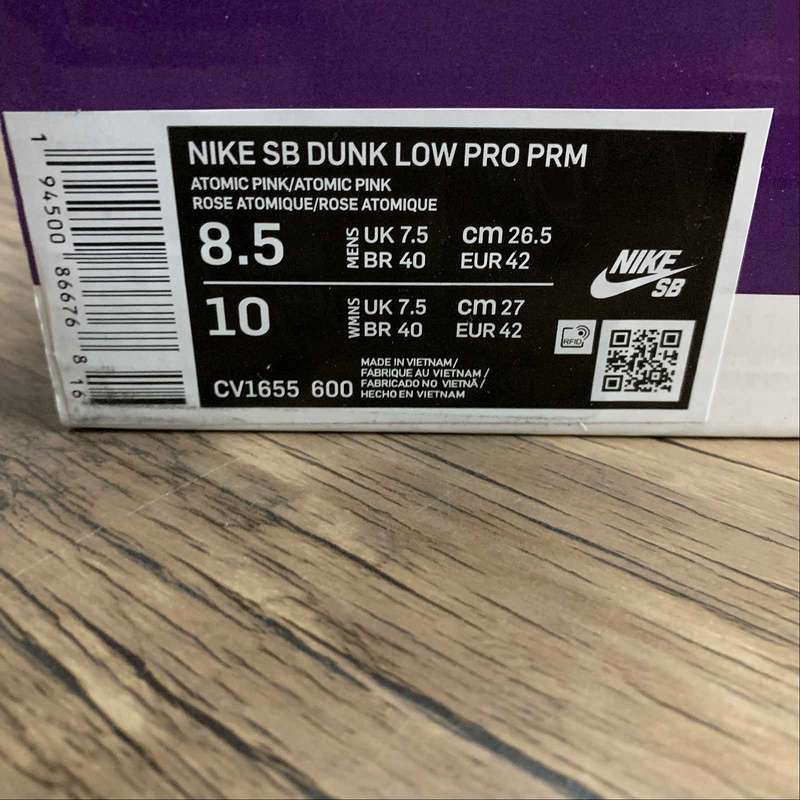 NIKE SB DUNK LOW PRO PRM
ATOMIC PINK/ATOMIC PINK
ROSE ATOMIQUE/ROSE ATOMIQUE
8.5 MENS UK 7.5 cm 26.5
BR 40 EUR 42
10 WMNS UK 7.5 cm 27
BR 40 EUR 42
CV1655 600
MADE IN VIETNAM/
FABRIQUE AU VIETNAM/
FABRICADO NO VIETNÃ/
HECHO EN VIETNAM
NIKE
SB
RFID
1 94500 86676 8 16